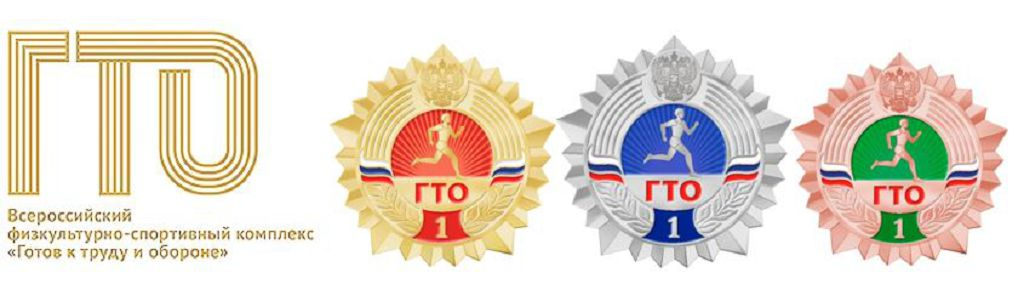 ГТО
Всероссийский
физкультурно-спортивный комплекс
«Готов к труду и обороне»
ГТО
1
ГТО
1
ГТО
1